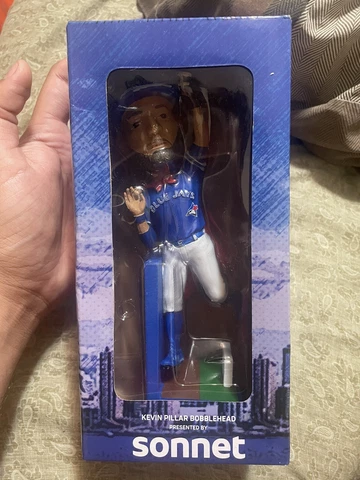 BLUE JAYS
KEVIN PILLAR BOBBLEHEAD
PRESENTED BY
sonnet